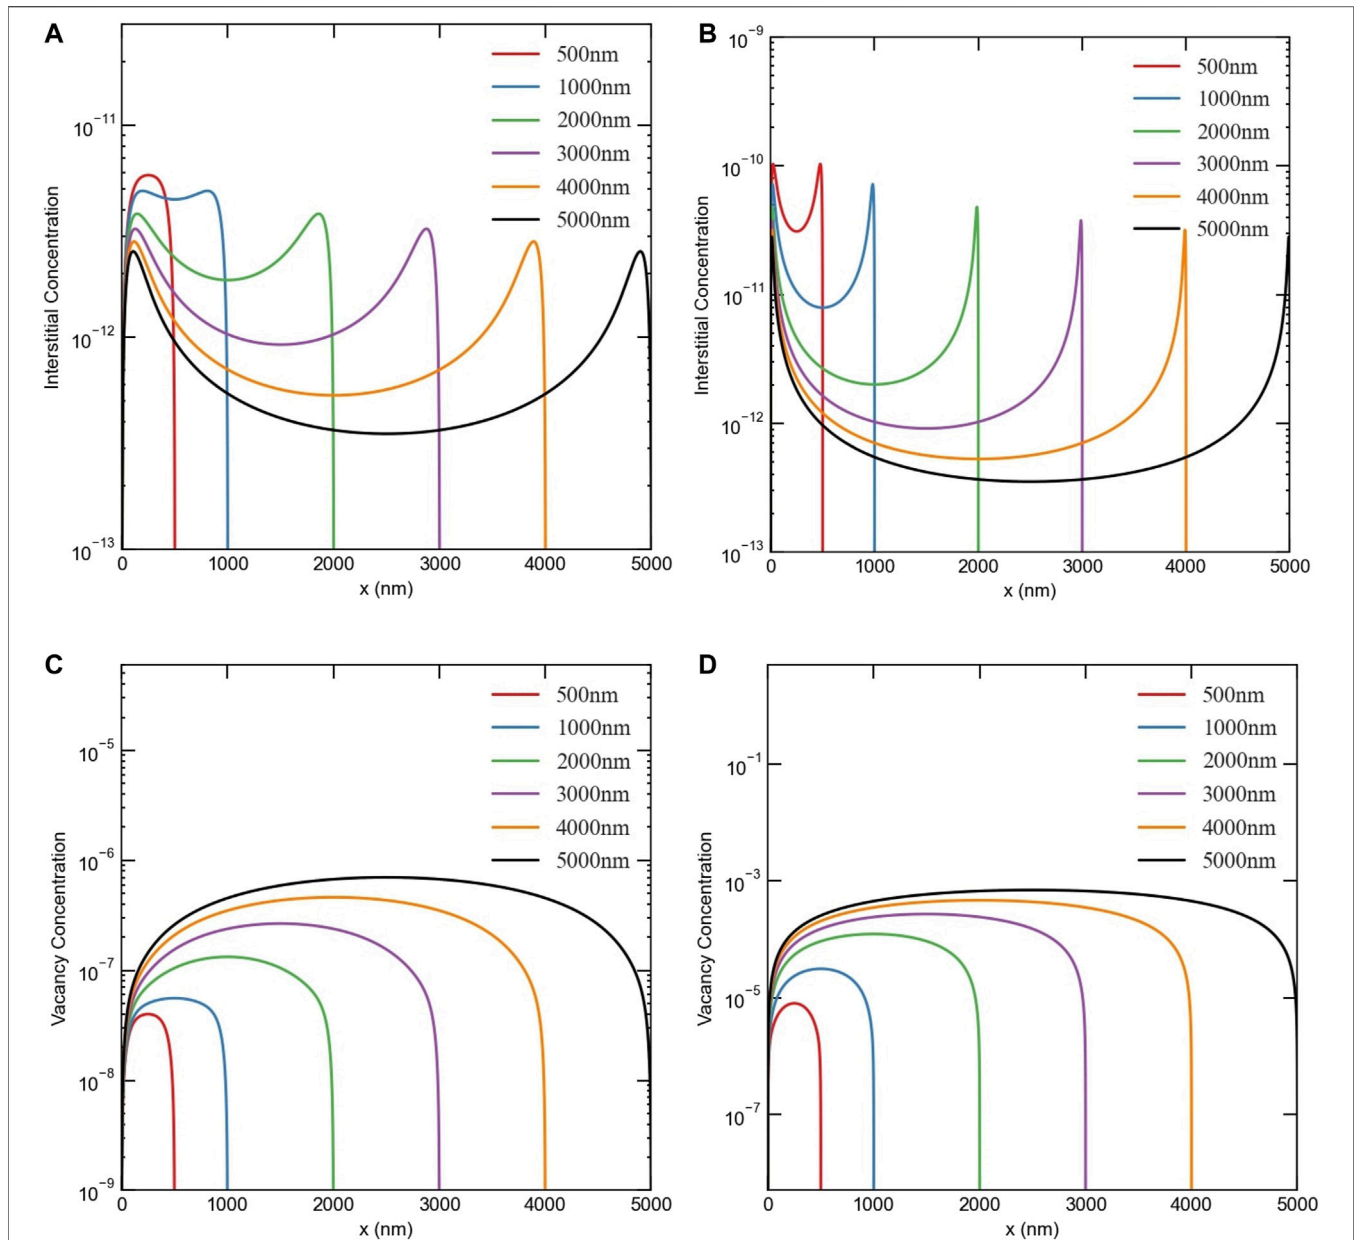 A
500nm
1000nm
2000nm
3000nm
4000nm
5000nm
10−11
10−12
10−13
Interstitial Concentration
0 1000 2000 3000 4000 5000
x (nm)
B
500nm
1000nm
2000nm
3000nm
4000nm
5000nm
10−9
10−10
10−11
10−12
10−13
Interstitial Concentration
0 1000 2000 3000 4000 5000
x (nm)
C
500nm
1000nm
2000nm
3000nm
4000nm
5000nm
10−5
10−6
10−7
10−8
10−9
Vacancy Concentration
0 1000 2000 3000 4000 5000
x (nm)
D
500nm
1000nm
2000nm
3000nm
4000nm
5000nm
10−1
10−3
10−5
10−7
Vacancy Concentration
0 1000 2000 3000 4000 5000
x (nm)